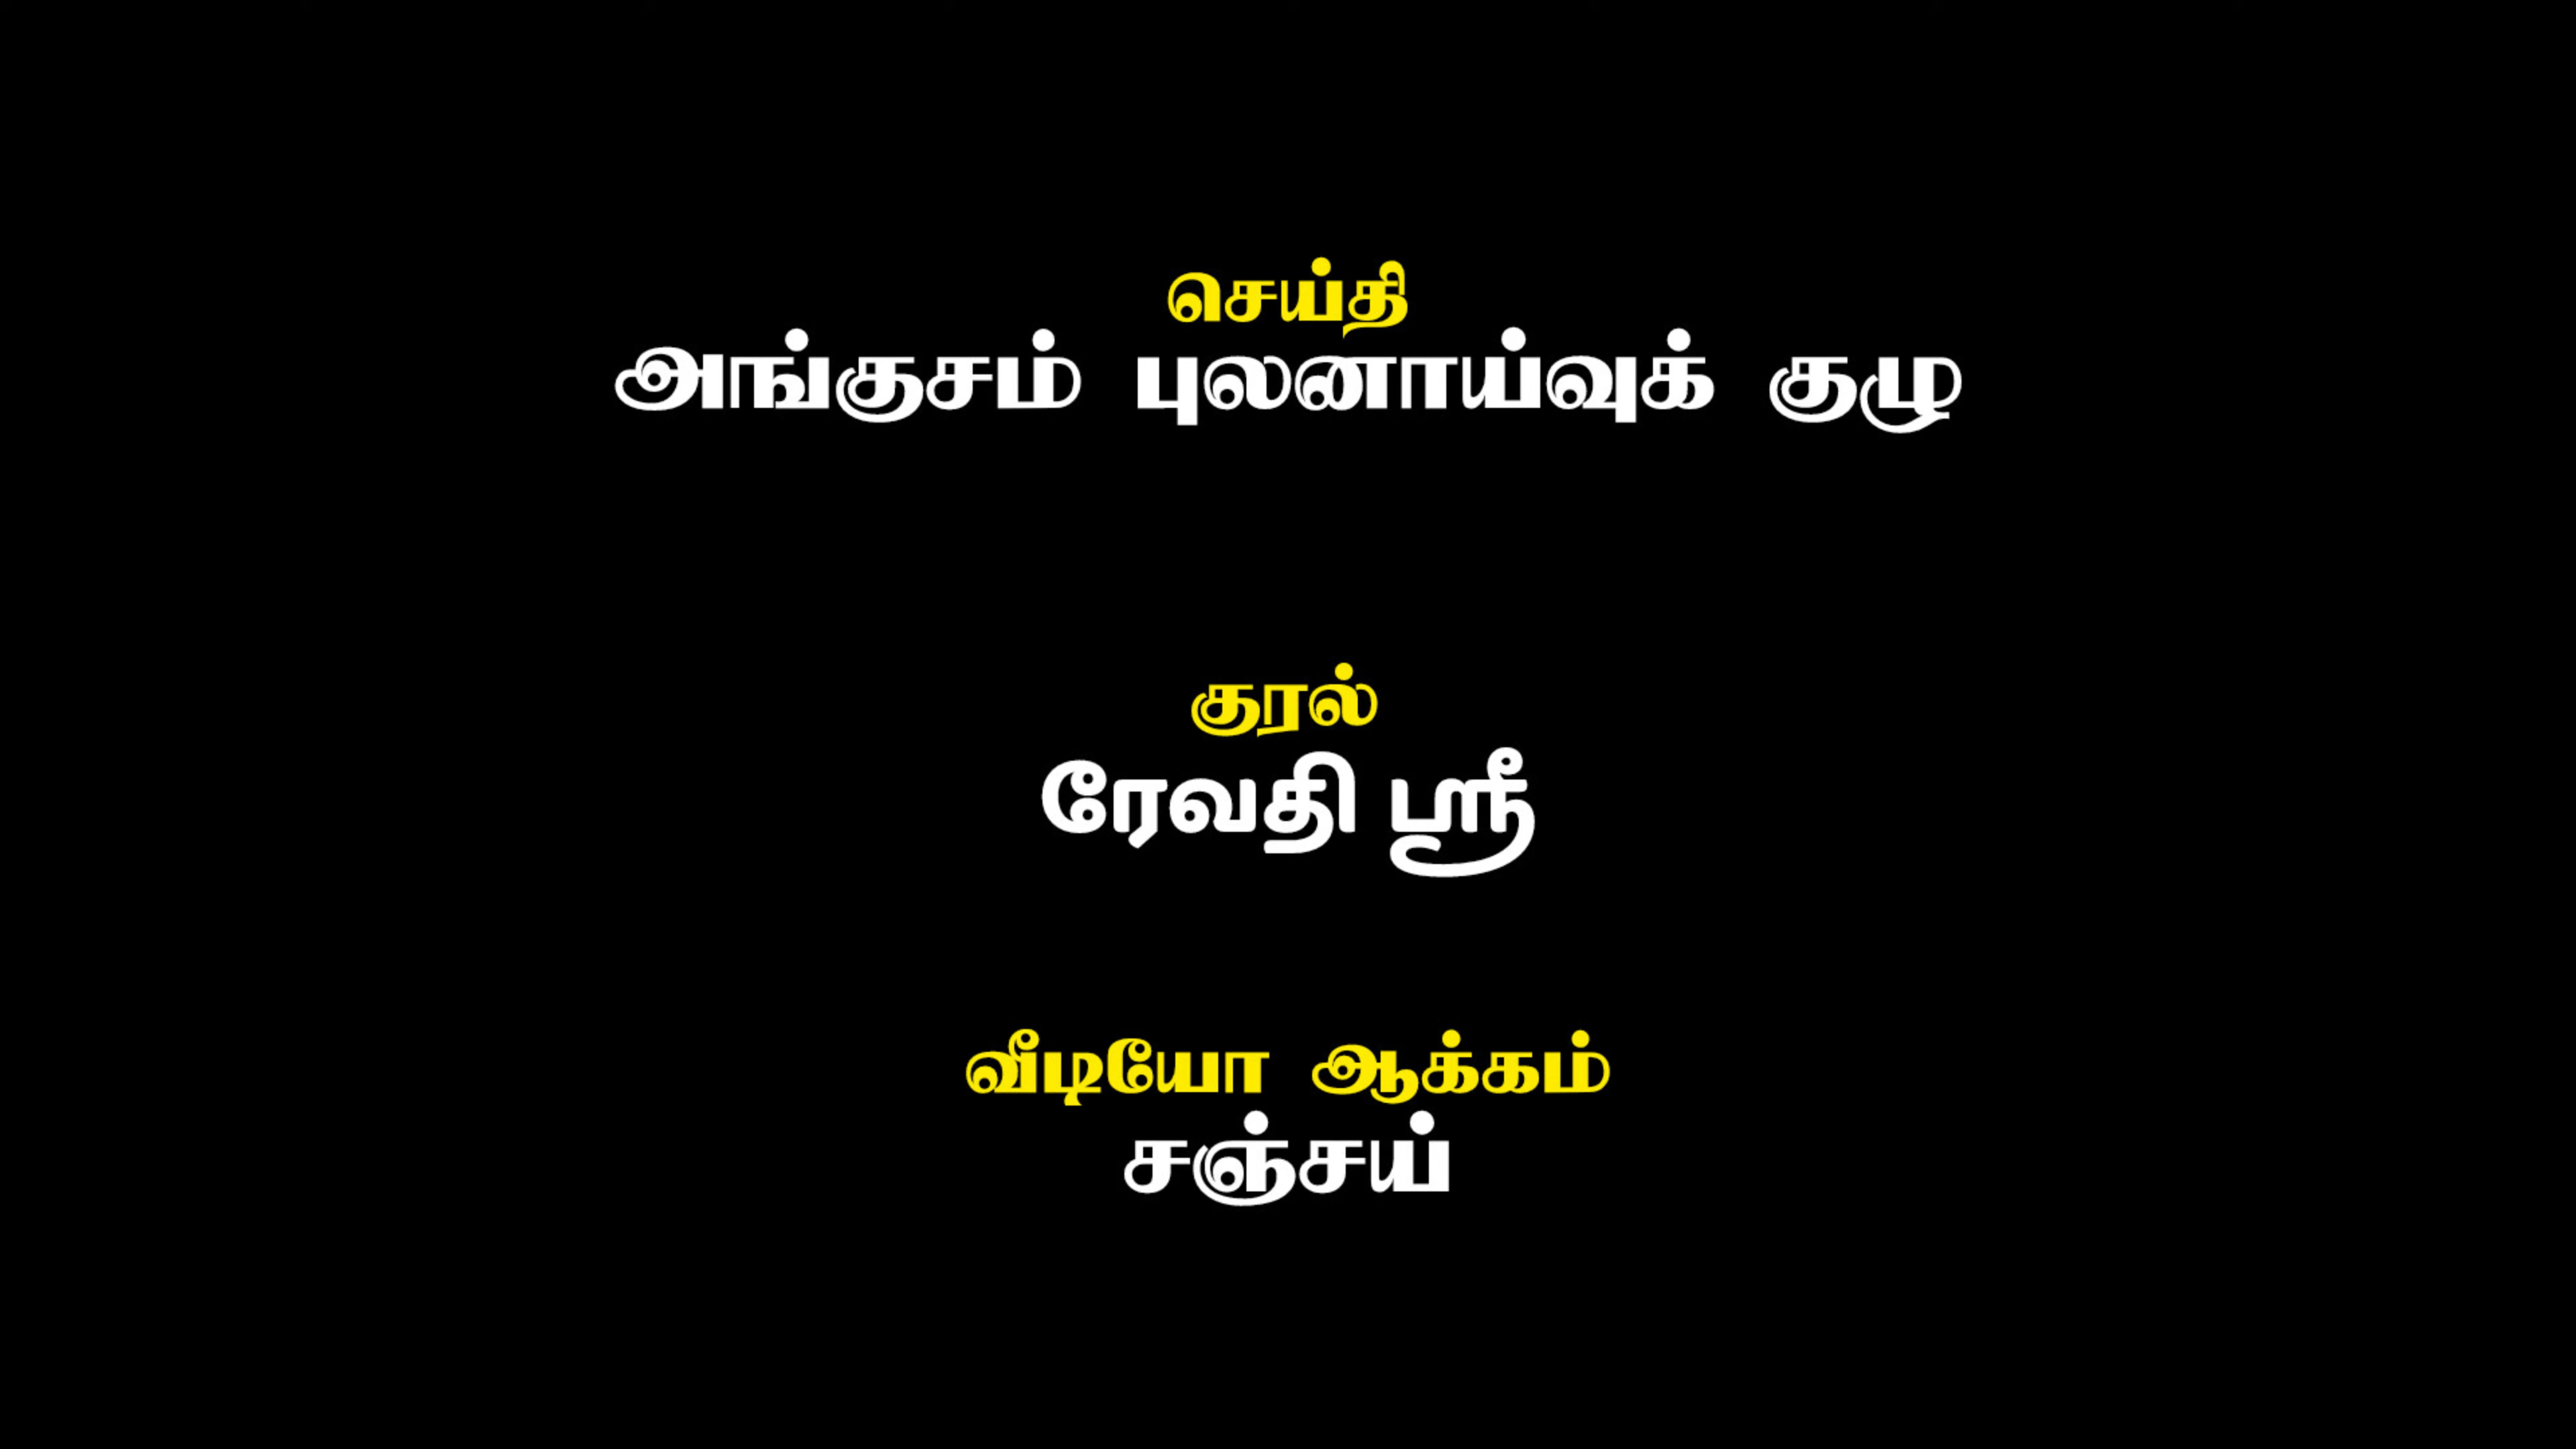 செய்தி
அங்குசம் புலனாய்வுக் குழு
குரல்
ரேவதி ஸ்ரீ
வீடியோ ஆக்கம்
சஞ்சய்